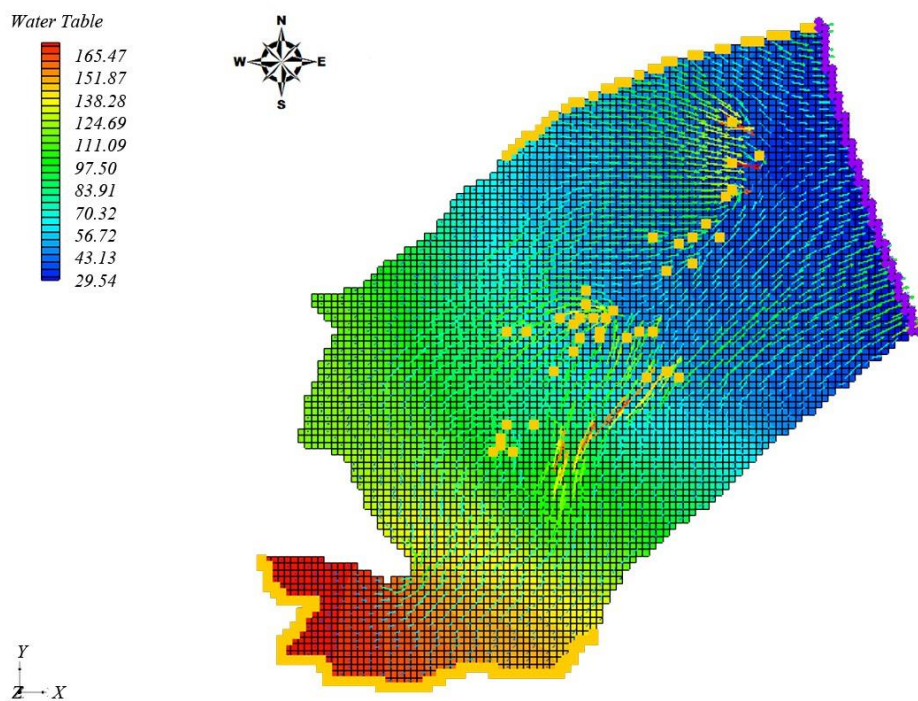 Water Table
165.47
151.87
138.28
124.69
111.09
97.50
83.91
70.32
56.72
43.13
29.54
N
W E
S
Y
Z X